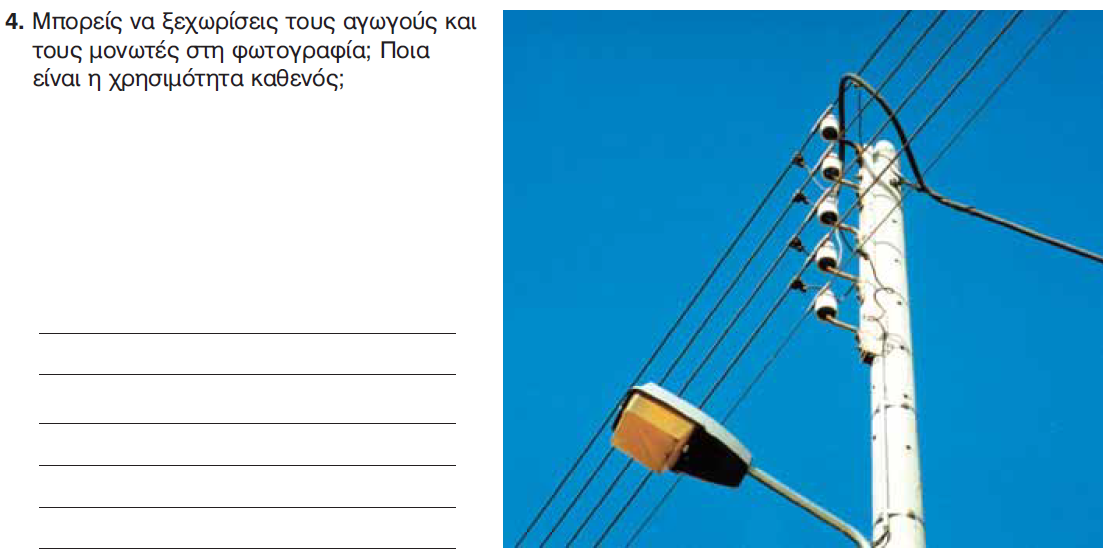 4. Μπορείς να ξεχωρίσεις τους αγωγούς και
τους μονωτές στη φωτογραφία; Ποια
είναι η χρησιμότητα καθενός;